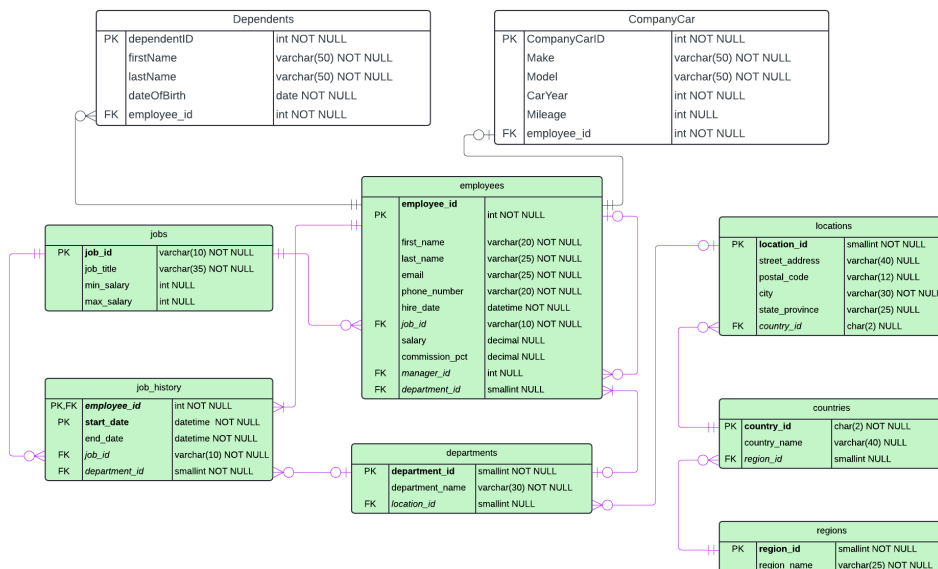 Dependents
PK dependentID int NOT NULL
firstName varchar(50) NOT NULL
lastName varchar(50) NOT NULL
dateOfBirth date NOT NULL
FK employee_id int NOT NULL
CompanyCar
PK CompanyCarID int NOT NULL
Make varchar(50) NOT NULL
Model varchar(50) NOT NULL
CarYear int NOT NULL
Mileage int NULL
FK employee_id int NOT NULL
employees
PK employee_id int NOT NULL
first_name varchar(20) NOT NULL
last_name varchar(25) NOT NULL
email varchar(25) NOT NULL
phone_number varchar(20) NOT NULL
hire_date datetime NOT NULL
FK job_id varchar(10) NOT NULL
salary decimal NULL
commission_pct decimal NULL
FK manager_id int NULL
FK department_id smallint NULL
jobs
PK job_id varchar(10) NOT NULL
job_title varchar(35) NOT NULL
min_salary int NULL
max_salary int NULL
locations
PK location_id smallint NOT NULL
street_address varchar(40) NULL
postal_code varchar(12) NULL
city varchar(30) NOT NULL
state_province varchar(25) NULL
FK country_id char(2) NULL
job_history
PK,FK employee_id int NOT NULL
PK start_date datetime NOT NULL
end_date datetime NOT NULL
FK job_id varchar(10) NOT NULL
FK department_id smallint NOT NULL
countries
PK country_id char(2) NOT NULL
country_name varchar(40) NULL
FK region_id smallint NULL
departments
PK department_id smallint NOT NULL
department_name varchar(30) NOT NULL
FK location_id smallint NULL
regions
PK region_id smallint NOT NULL
region_name varchar(25) NOT NULL